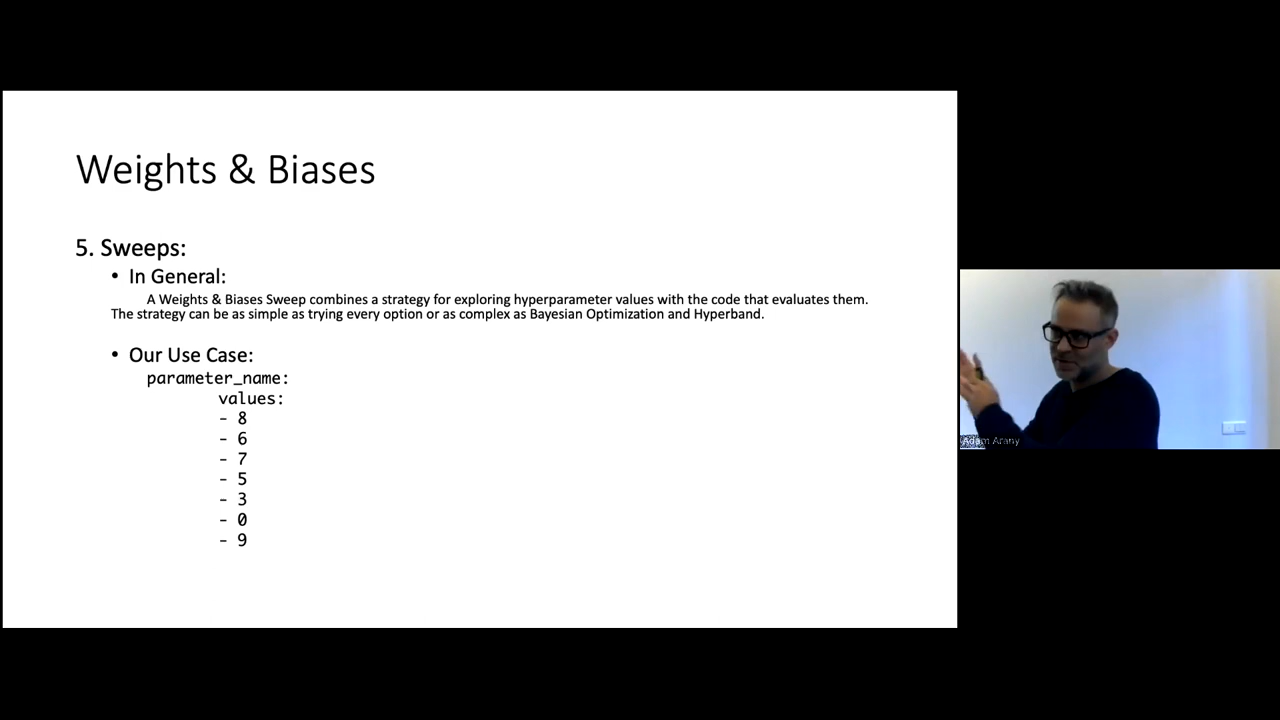 Weights & Biases
5. Sweeps:
• In General:
A Weights & Biases Sweep combines a strategy for exploring hyperparameter values with the code that evaluates them.
The strategy can be as simple as trying every option or as complex as Bayesian Optimization and Hyperband.
• Our Use Case:
parameter_name:
values:
- 8
- 6
- 7
- 5
- 3
- 0
- 9
Adam Arany